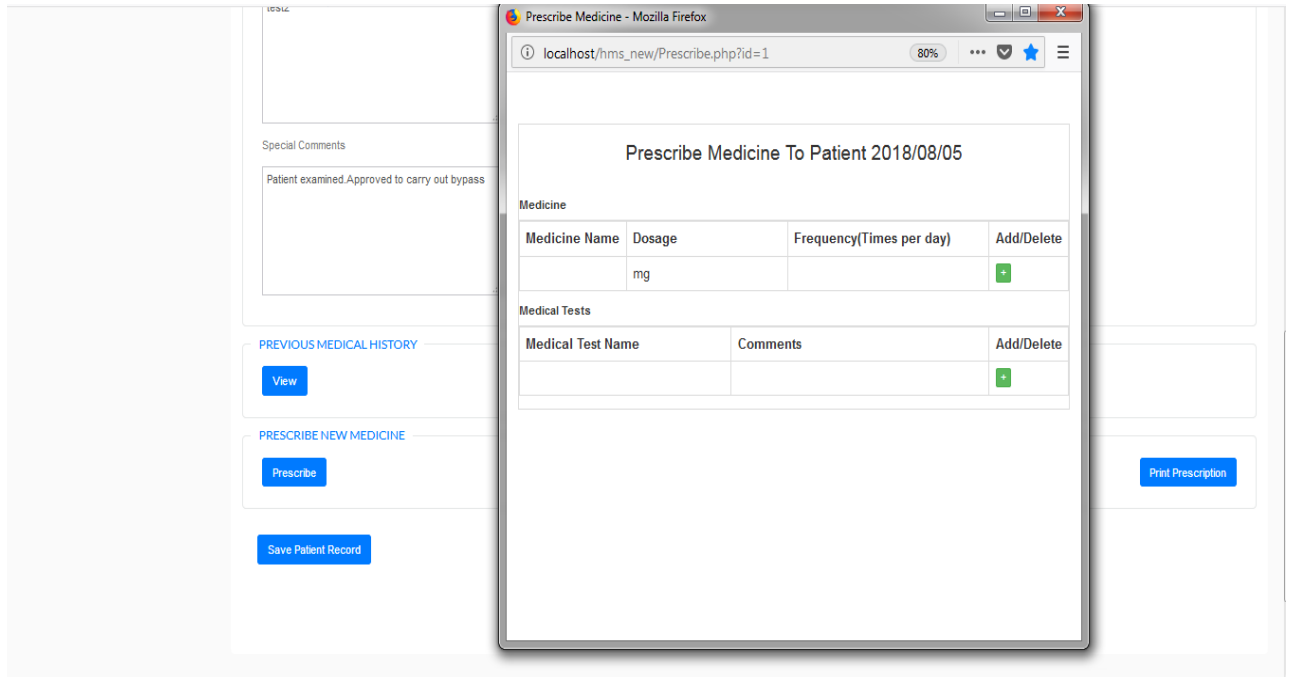 test2
Special Comments
Patient examined.Approved to carry out bypass
PREVIOUS MEDICAL HISTORY
View
PRESCRIBE NEW MEDICINE
Prescribe
Print Prescription
Save Patient Record
Prescribe Medicine - Mozilla Firefox
localhost/hms_new/Prescribe.php?id=1 80%
Prescribe Medicine To Patient 2018/08/05
Medicine
Medicine Name Dosage Frequency(Times per day) Add/Delete
mg +
Medical Tests
Medical Test Name Comments Add/Delete
+